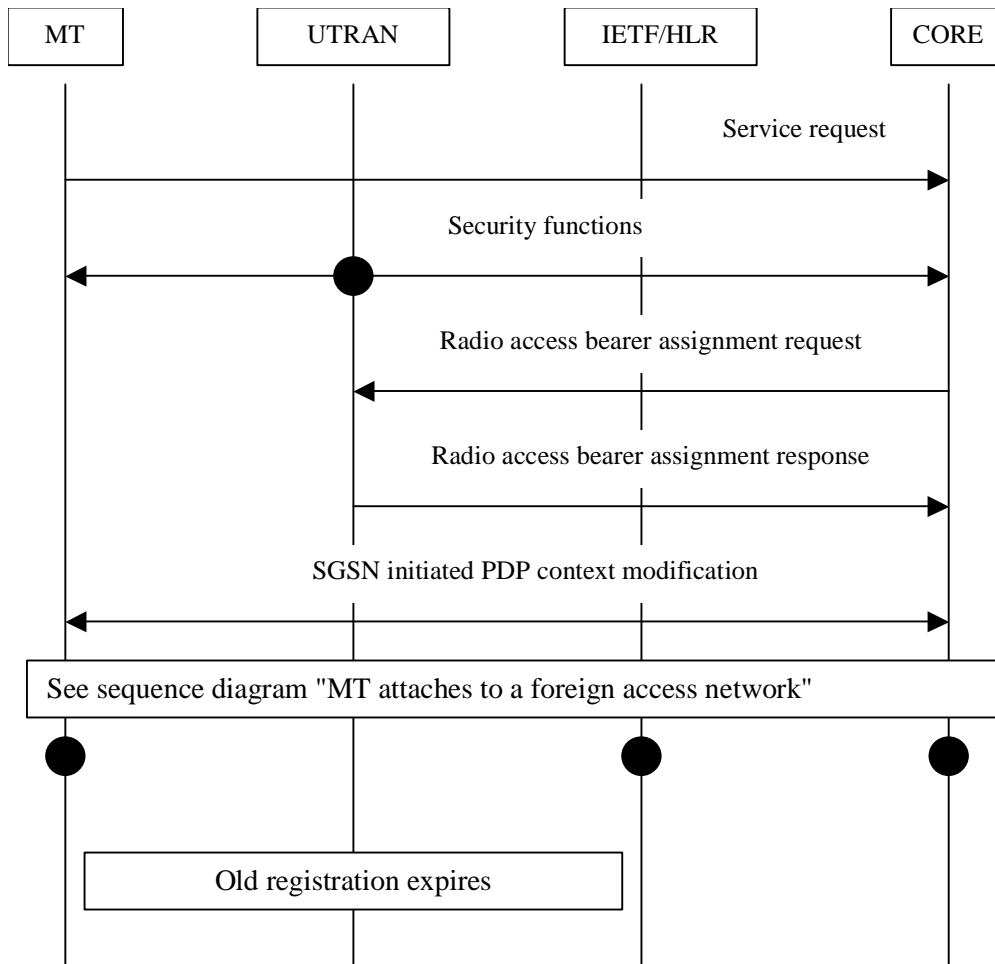 MT
UTRAN
IETF/HLR
CORE
Service request
Security functions
Radio access bearer assignment request
Radio access bearer assignment response
SGSN initiated PDP context modification
See sequence diagram "MT attaches to a foreign access network"
Old registration expires